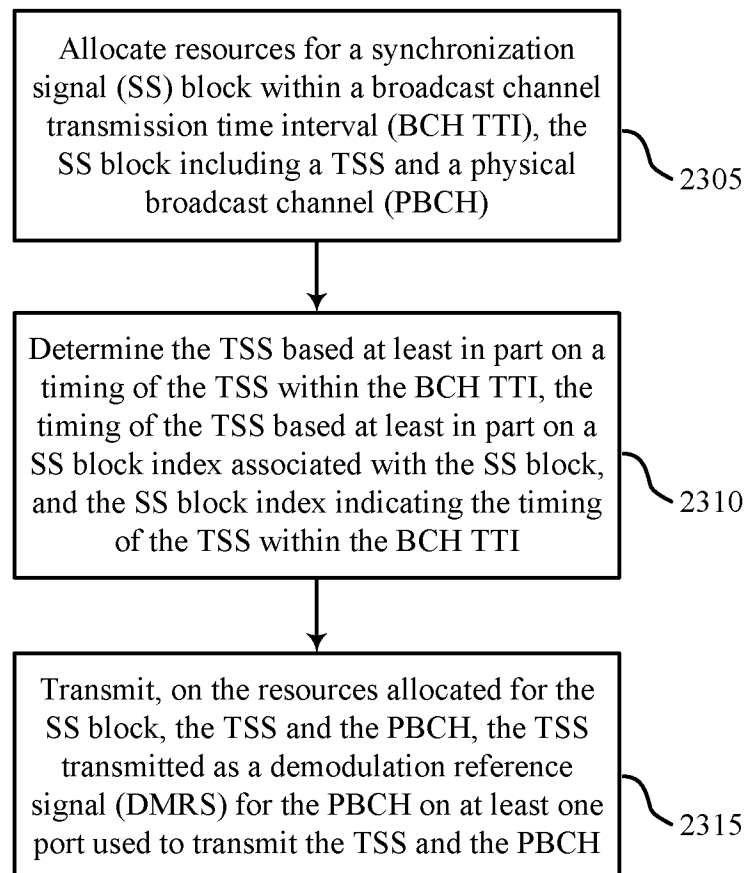 Allocate resources for a synchronization
signal (SS) block within a broadcast channel
transmission time interval (BCH TTI), the
SS block including a TSS and a physical
broadcast channel (PBCH)
2305
Determine the TSS based at least in part on a
timing of the TSS within the BCH TTI, the
timing of the TSS based at least in part on a
SS block index associated with the SS block,
and the SS block index indicating the timing
of the TSS within the BCH TTI
2310
Transmit, on the resources allocated for the
SS block, the TSS and the PBCH, the TSS
transmitted as a demodulation reference
signal (DMRS) for the PBCH on at least one
port used to transmit the TSS and the PBCH
2315